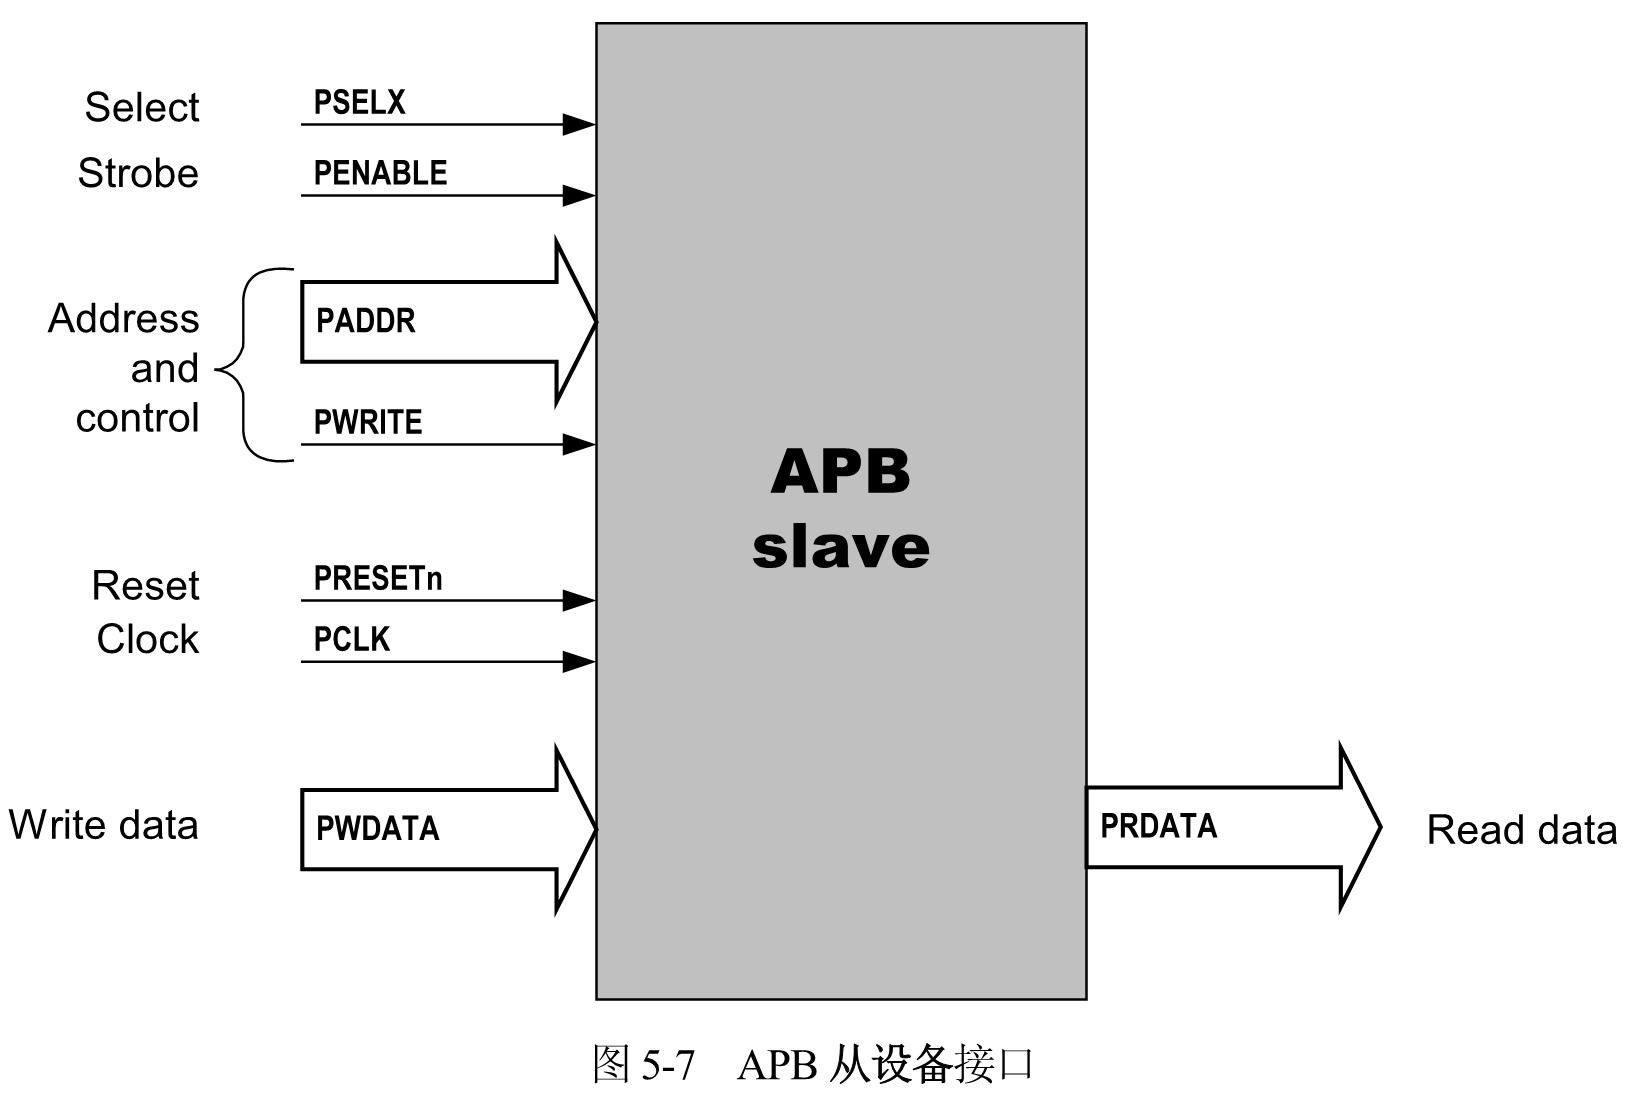 Select
PSELX
Strobe
PENABLE
Address
and
control
PADDR
PWRITE
APB
slave
Reset
PRESETn
Clock
PCLK
Write data
PWDATA
PRDATA
Read data
图 5-7 APB 从设备接口